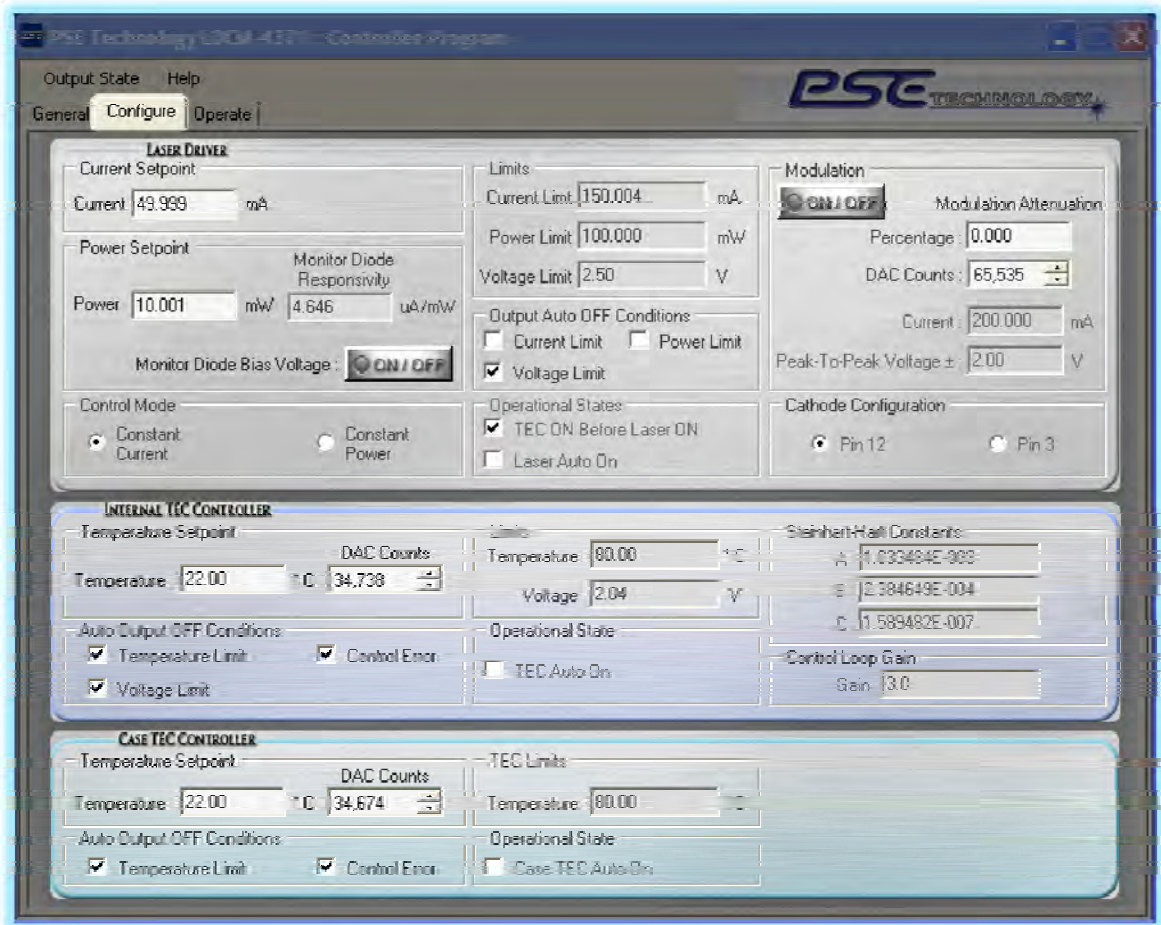 PSE Technology LDCM-4371 : Controller Program
Output State Help
PSE TECHNOLOGY
General Configure Operate
LASER DRIVER
Current Setpoint
Current 49.999 mA
Power Setpoint
Monitor Diode
Responsivity
Power 10.001 mW 4.646 uA/mW
Monitor Diode Bias Voltage : ON / OFF
Control Mode
Constant
Current
Constant
Power
Limits
Current Limt 150.004 mA
Power Limit 100.000 mW
Voltage Limit 2.50 V
Output Auto OFF Conditions
Current Limit Power Limit
Voltage Limit
Operational States
TEC ON Before Laser ON
Laser Auto On
Modulation
ON / OFF Modulation Attenuation
Percentage : 0.000
DAC Counts : 65,535
Current : 200.000 mA
Peak-To-Peak Voltage ± : 2.00 V
Cathode Configuration
Pin 12 Pin 3
INTERNAL TEC CONTROLLER
Temperature Setpoint
DAC Counts
Temperature 22.00 ° C 34,738
Auto Output OFF Conditions
Temperature Limit Control Error
Voltage Limit
Limits
Temperature 80.00 ° C
Voltage 2.04 V
Operational State
TEC Auto On
Steinhart-Hart Constants
A
B 2.384649E-004
C 1.589482E-007
Control Loop Gain
Gain 3.0
CASE TEC CONTROLLER
Temperature Setpoint
DAC Counts
Temperature 22.00 ° C 34,674
Auto Output OFF Conditions
Temperature Limit Control Error
TEC Limits
Temperature 80.00 ° C
Operational State
Case TEC Auto On